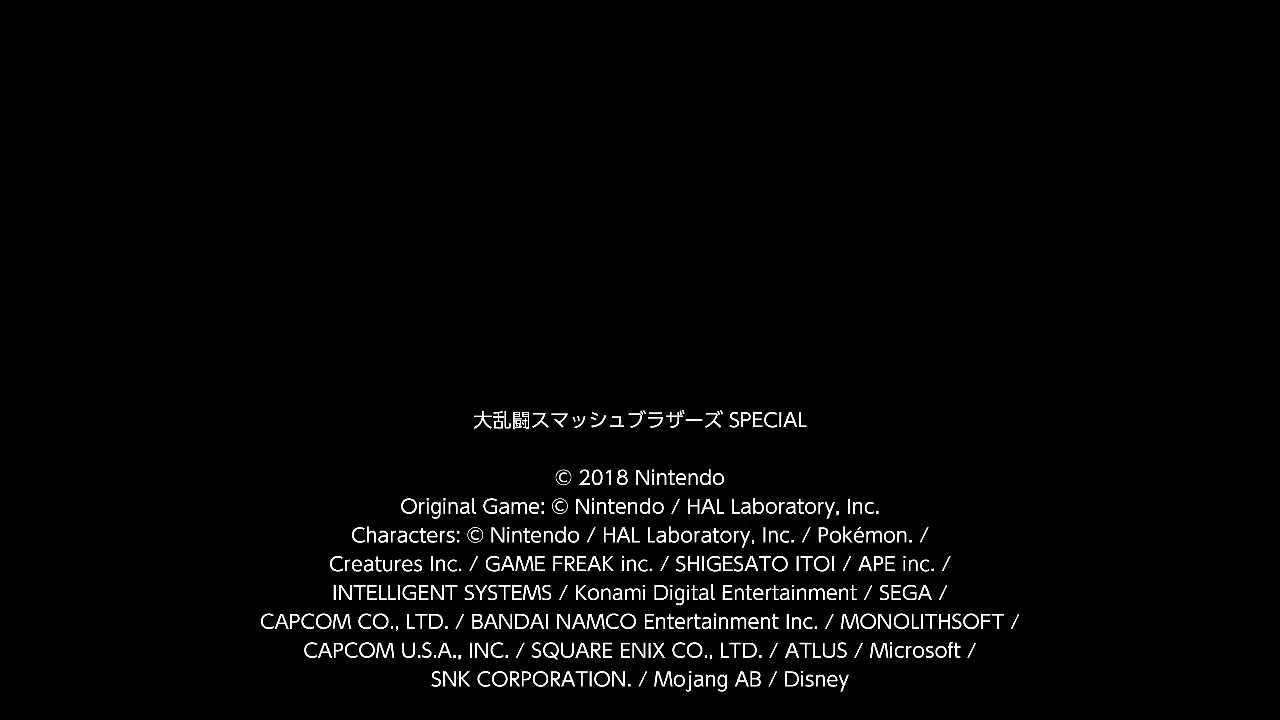 大乱闘スマッシュブラザーズ SPECIAL
© 2018 Nintendo
Original Game: © Nintendo / HAL Laboratory, Inc.
Characters: © Nintendo / HAL Laboratory, Inc. / Pokémon. /
Creatures Inc. / GAME FREAK inc. / SHIGESATO ITOI / APE inc. /
INTELLIGENT SYSTEMS / Konami Digital Entertainment / SEGA /
CAPCOM CO., LTD. / BANDAI NAMCO Entertainment Inc. / MONOLITHSOFT /
CAPCOM U.S.A., INC. / SQUARE ENIX CO., LTD. / ATLUS / Microsoft /
SNK CORPORATION. / Mojang AB / Disney